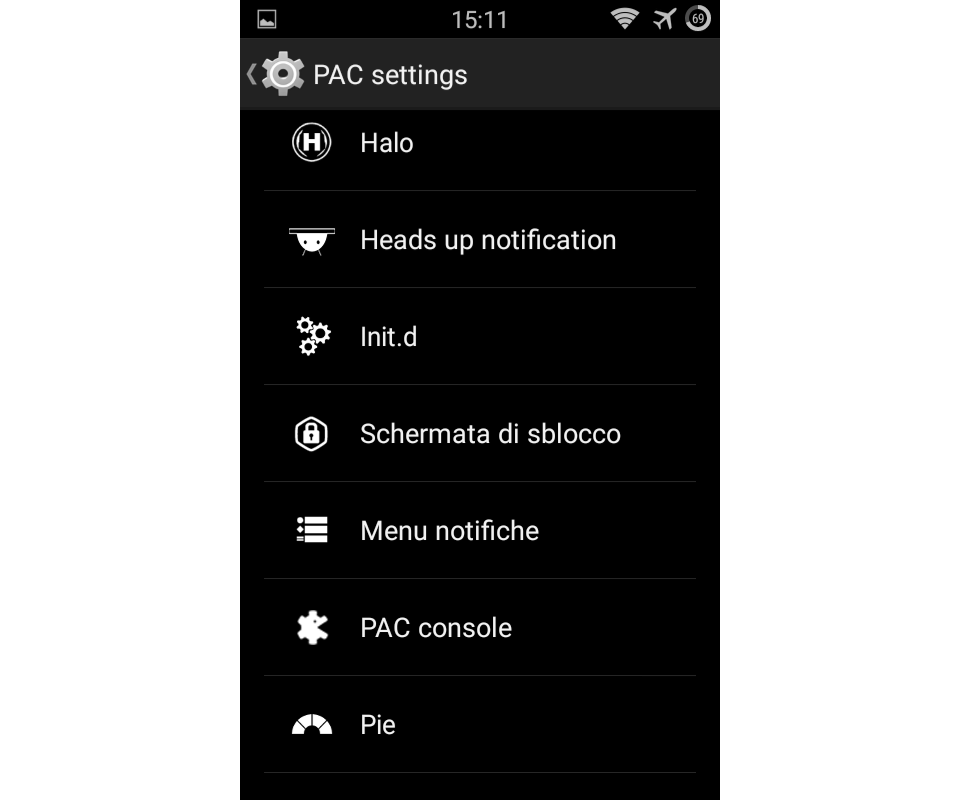 15:11
69
PAC settings
H
Halo
Heads up notification
Init.d
Schermata di sblocco
Menu notifiche
PAC console
Pie